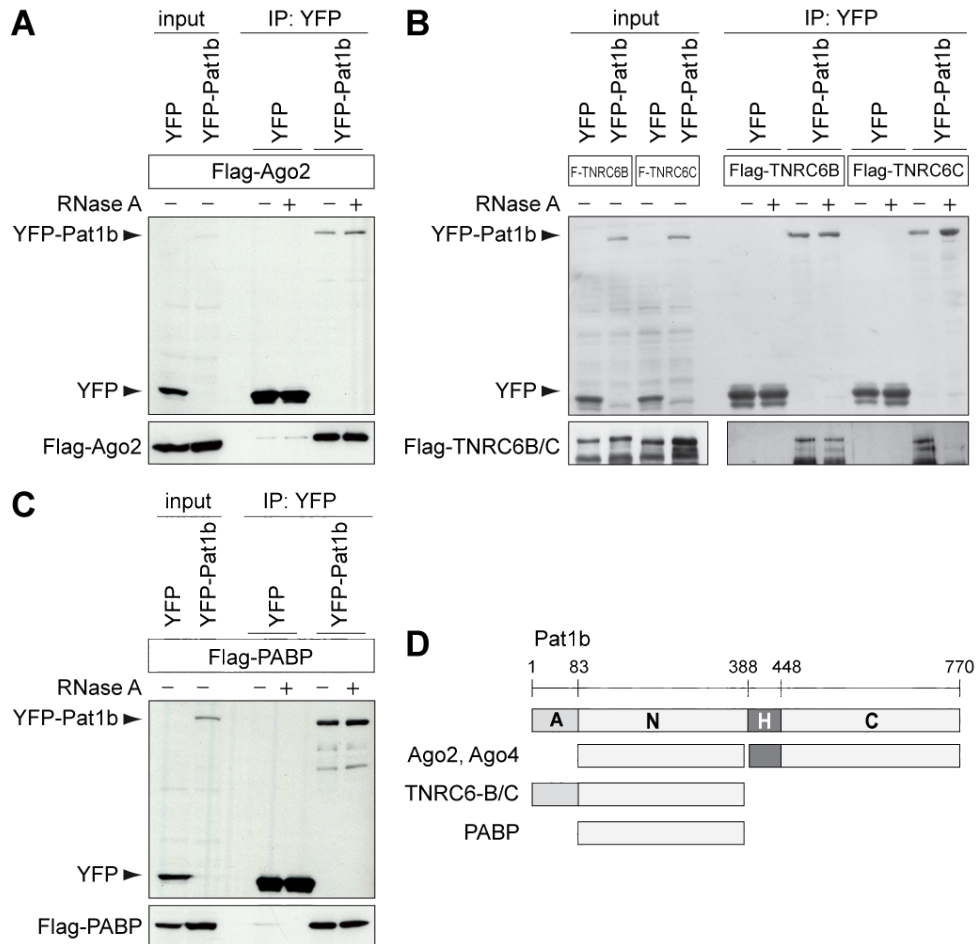 A
input IP: YFP
YFP YFP-Pat1b YFP YFP-Pat1b
Flag-Ago2
RNase A – – – + – +
YFP-Pat1b ►
YFP ►
Flag-Ago2
B
input IP: YFP
YFP YFP-Pat1b YFP YFP-Pat1b YFP YFP-Pat1b YFP YFP-Pat1b
F-TNRC6B F-TNRC6C Flag-TNRC6B Flag-TNRC6C
RNase A – – – – – + – + – + – +
YFP-Pat1b ►
YFP ►
Flag-TNRC6B/C
C
input IP: YFP
YFP YFP-Pat1b YFP YFP-Pat1b
Flag-PABP
RNase A – – – + – +
YFP-Pat1b ►
YFP ►
Flag-PABP
D
Pat1b
1 83 388 448 770
A N H C
Ago2, Ago4
TNRC6-B/C
PABP